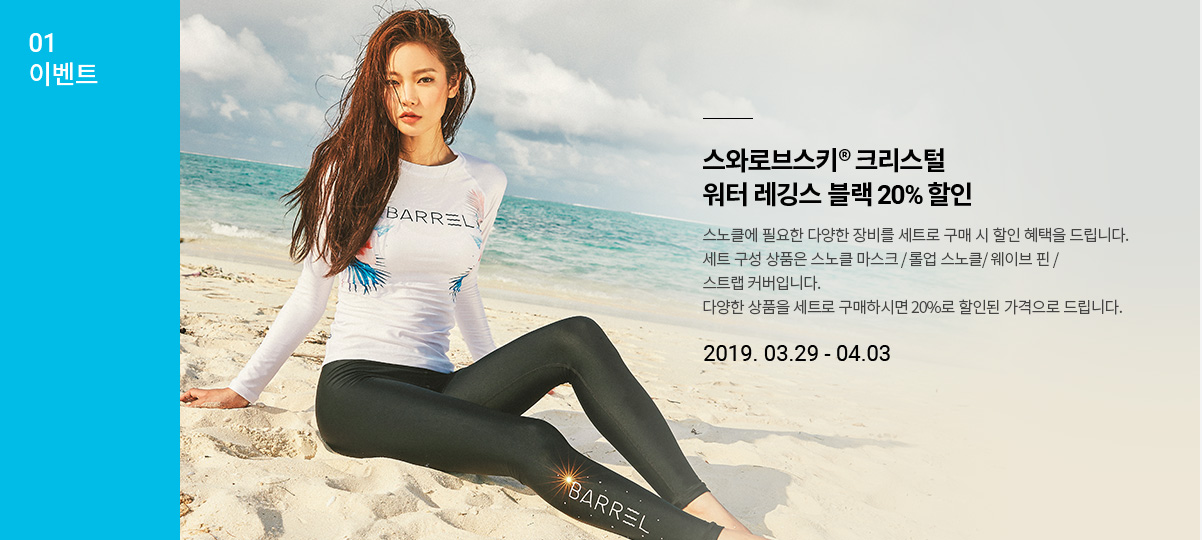 01
이벤트
BARREL
스와로브스키® 크리스털
워터 레깅스 블랙 20% 할인
스노클에 필요한 다양한 장비를 세트로 구매 시 할인 혜택을 드립니다.
세트 구성 상품은 스노클 마스크 / 롤업 스노클/ 웨이브 핀 /
스트랩 커버입니다.
다양한 상품을 세트로 구매하시면 20%로 할인된 가격으로 드립니다.
2019. 03.29 - 04.03
BARREL